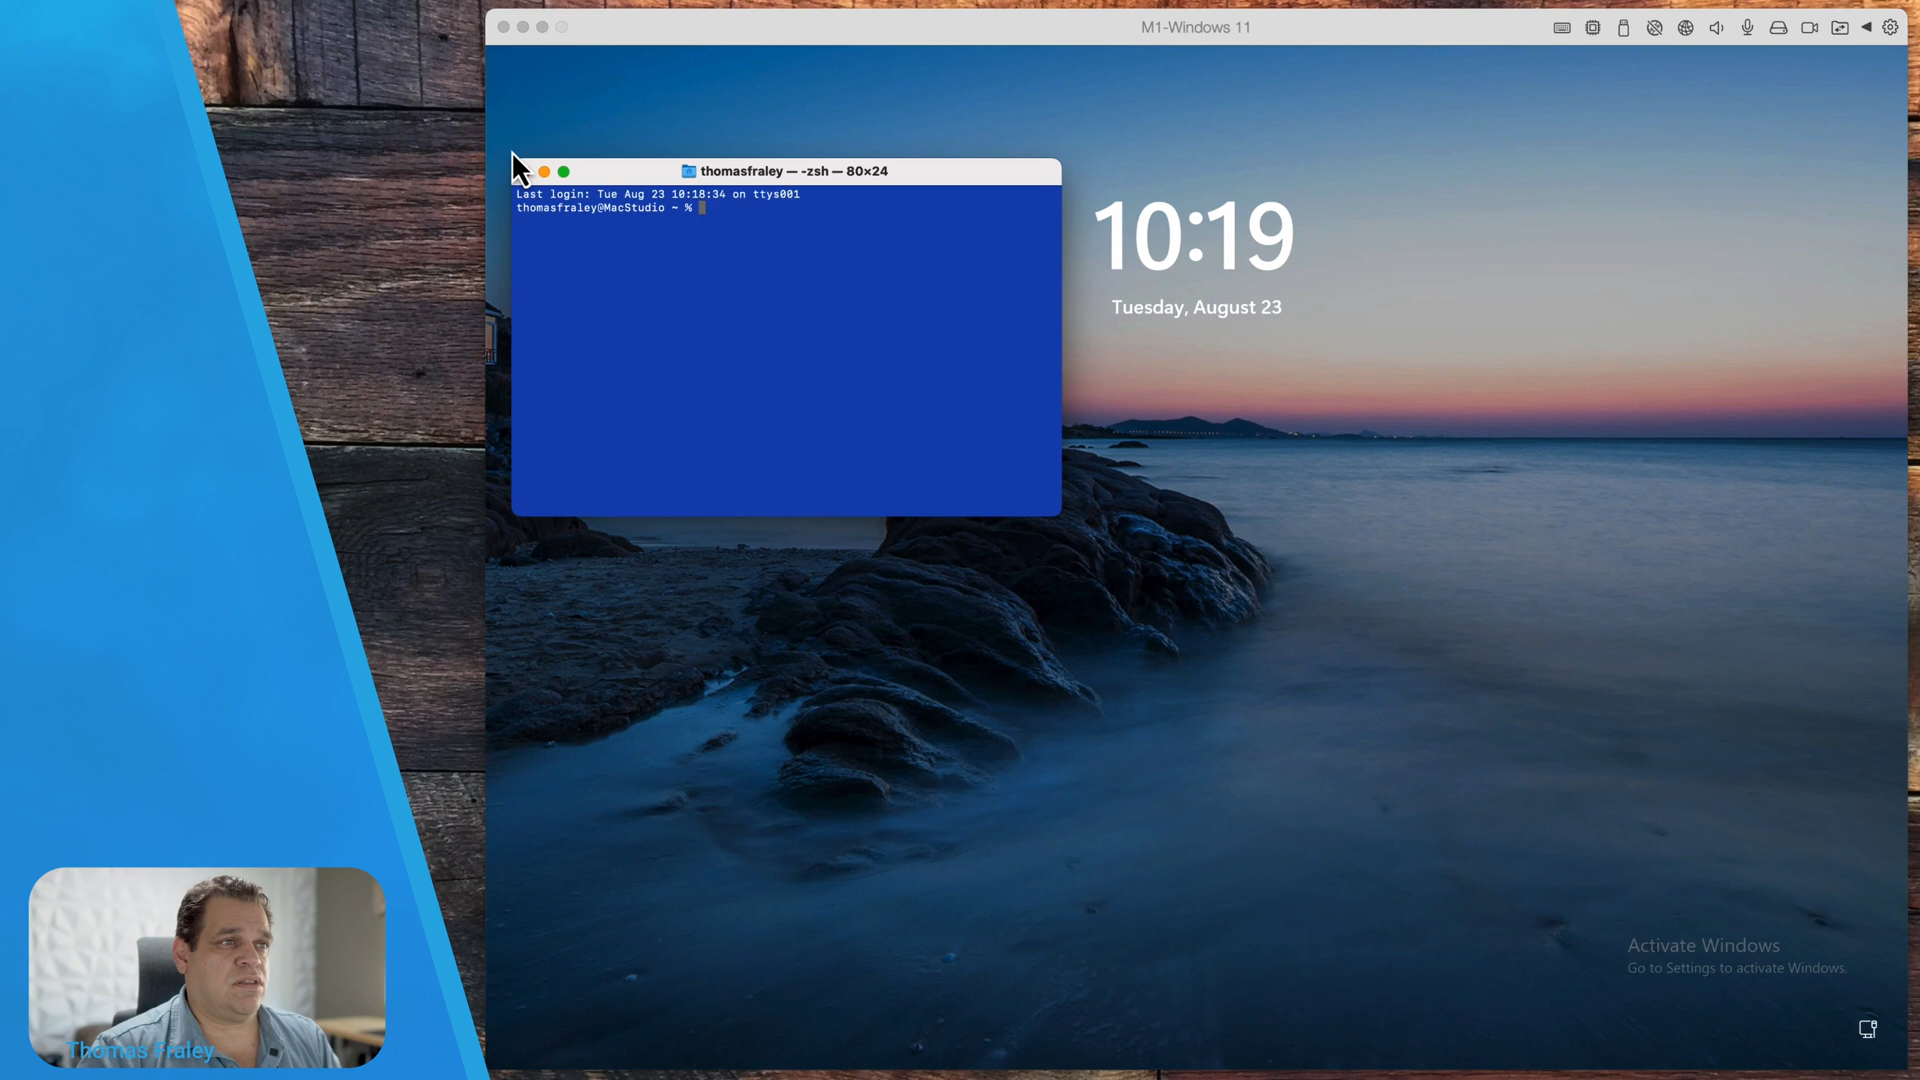 M1-Windows 11
thomasfraley — -zsh — 80×24
Last login: Tue Aug 23 10:18:34 on ttys001
thomasfraley@MacStudio ~ %
10:19
Tuesday, August 23
Activate Windows
Go to Settings to activate Windows.
Thomas Fraley